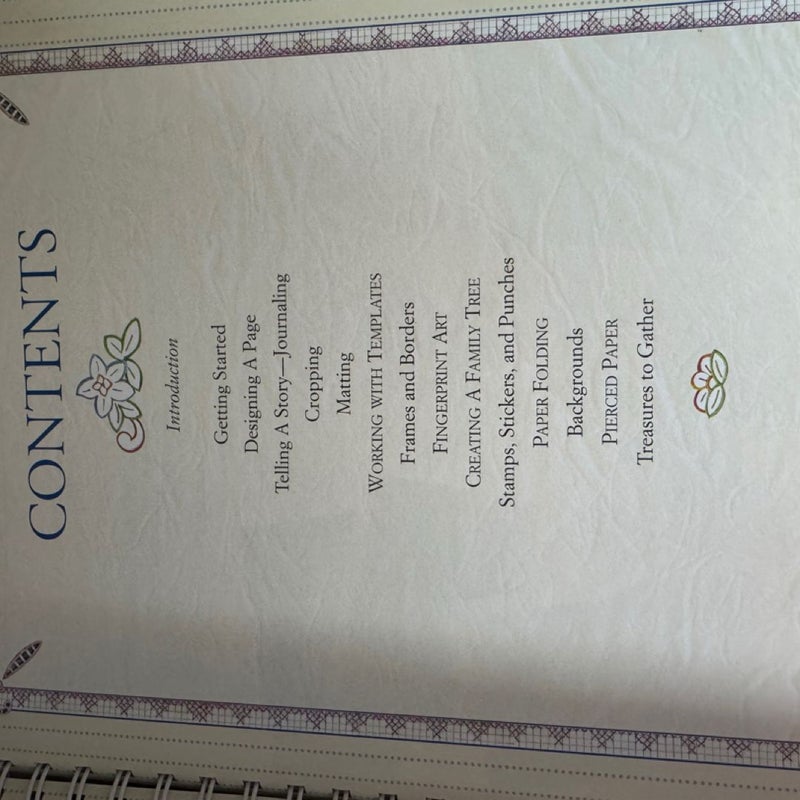 CONTENTS
Introduction
Getting Started
Designing A Page
Telling A Story—Journaling
Cropping
Matting
WORKING WITH TEMPLATES
Frames and Borders
FINGERPRINT ART
CREATING A FAMILY TREE
Stamps, Stickers, and Punches
PAPER FOLDING
Backgrounds
PIERCED PAPER
Treasures to Gather